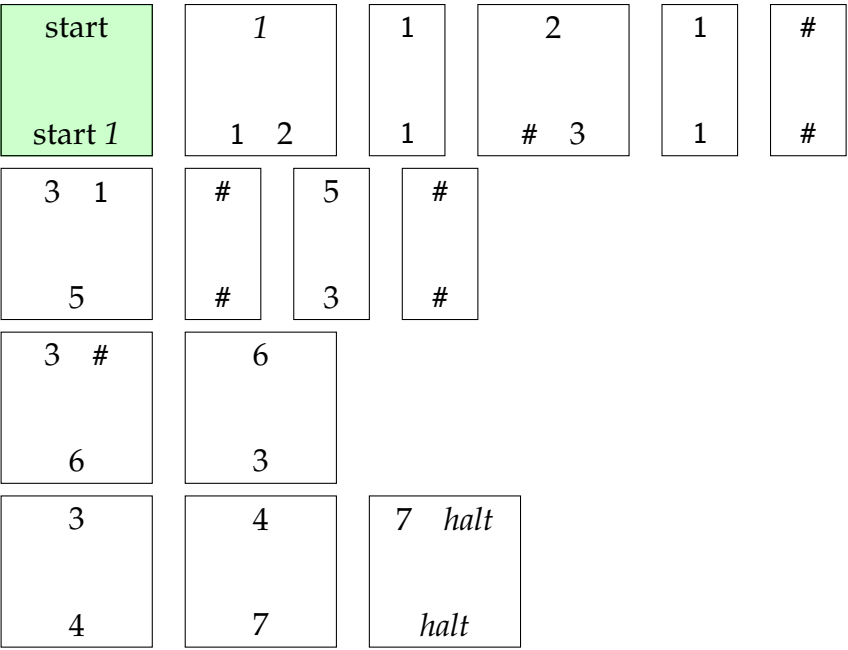 start 1 1 2 1 #
start 1 1 2 1 # 3 1 #
3 1 # 5 #
5 # 3 #
3 # 6
6 3
3 4 7 halt
4 7 halt